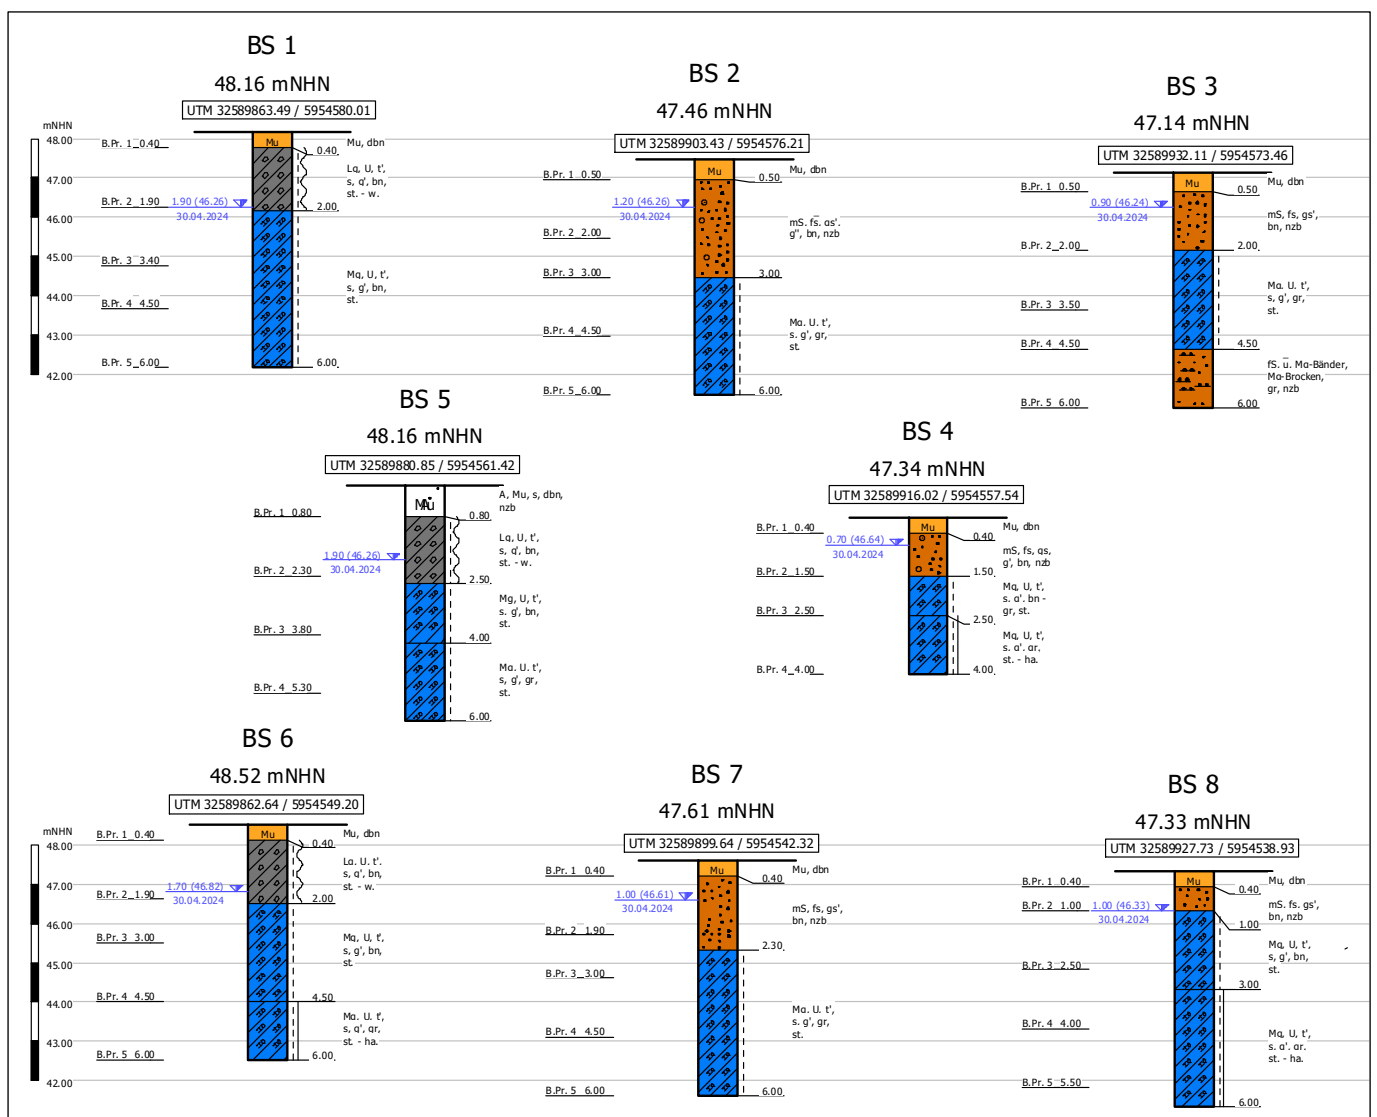 BS 1
48.16 mNHN
UTM 32589863.49 / 5954580.01
mNHN
48.00
47.00
46.00
45.00
44.00
43.00
42.00
B.Pr. 1 0.40
B.Pr. 2 1.90
B.Pr. 3 3.40
B.Pr. 4 4.50
B.Pr. 5 6.00
1.90 (46.26)
30.04.2024
Mu
0.40
2.00
6.00
Mu, dbn
Lg, U, t',
s, g', bn,
st. - w.
Mg, U, t',
s, g', bn,
st.
BS 2
47.46 mNHN
UTM 32589903.43 / 5954576.21
B.Pr. 1 0.50
B.Pr. 2 2.00
B.Pr. 3 3.00
B.Pr. 4 4.50
B.Pr. 5 6.00
1.20 (46.26)
30.04.2024
Mu
0.50
3.00
6.00
Mu, dbn
mS, fs, gs',
g'', bn, nzb
Mg, U, t',
s, g', gr,
st.
BS 3
47.14 mNHN
UTM 32589932.11 / 5954573.46
B.Pr. 1 0.50
B.Pr. 2 2.00
B.Pr. 3 3.50
B.Pr. 4 4.50
B.Pr. 5 6.00
0.90 (46.24)
30.04.2024
Mu
0.50
2.00
4.50
6.00
Mu, dbn
mS, fs, gs',
bn, nzb
Mg, U, t',
s, g', gr,
st.
fS, ū, Mg-Bänder,
Mg-Brocken,
gr, nzb
BS 5
48.16 mNHN
UTM 32589880.85 / 5954561.42
B.Pr. 1 0.80
B.Pr. 2 2.30
B.Pr. 3 3.80
B.Pr. 4 5.30
1.90 (46.26)
30.04.2024
0.80
2.50
4.00
6.00
A, Mu, s, dbn,
nzb
Lg, U, t',
s, g', bn,
st. - w.
Mg, U, t',
s, g', bn,
st.
Mg, U, t',
s, g', gr,
st.
BS 4
47.34 mNHN
UTM 32589916.02 / 5954557.54
B.Pr. 1 0.40
B.Pr. 2 1.50
B.Pr. 3 2.50
B.Pr. 4 4.00
0.70 (46.64)
30.04.2024
Mu
0.40
1.50
2.50
4.00
Mu, dbn
mS, fs, gs,
g', bn, nzb
Mg, U, t',
s, g', bn -
gr, st.
Mg, U, t',
s, g', gr,
st. - ha.
BS 6
48.52 mNHN
UTM 32589862.64 / 5954549.20
mNHN
48.00
47.00
46.00
45.00
44.00
43.00
42.00
B.Pr. 1 0.40
B.Pr. 2 1.90
B.Pr. 3 3.00
B.Pr. 4 4.50
B.Pr. 5 6.00
1.70 (46.82)
30.04.2024
Mu
0.40
2.00
4.50
6.00
Mu, dbn
Lg, U, t',
s, g', bn,
st. - w.
Mg, U, t',
s, g', bn,
st.
Mg, U, t',
s, g', gr,
st. - ha.
BS 7
47.61 mNHN
UTM 32589899.64 / 5954542.32
B.Pr. 1 0.40
B.Pr. 2 1.90
B.Pr. 3 3.00
B.Pr. 4 4.50
B.Pr. 5 6.00
1.00 (46.61)
30.04.2024
Mu
0.40
2.30
6.00
Mu, dbn
mS, fs, gs',
bn, nzb
Mg, U, t',
s, g', gr,
st.
BS 8
47.33 mNHN
UTM 32589927.73 / 5954538.93
B.Pr. 1 0.40
B.Pr. 2 1.00
B.Pr. 3 2.50
B.Pr. 4 4.00
B.Pr. 5 5.50
1.00 (46.33)
30.04.2024
Mu
0.40
1.00
3.00
6.00
Mu, dbn
mS, fs, gs',
bn, nzb
Mg, U, t',
s, g', bn,
st.
Mg, U, t',
s, g', gr,
st. - ha.